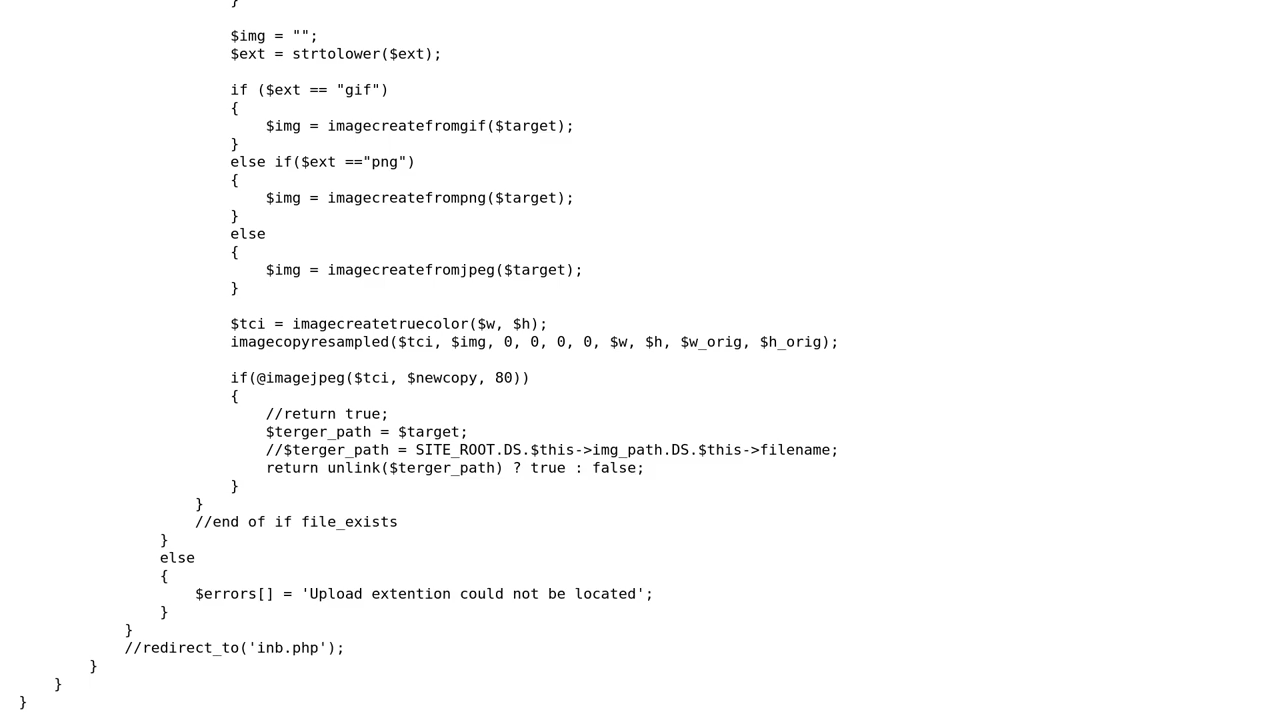 }
$img = "";
$ext = strtolower($ext);
if ($ext == "gif")
{
$img = imagecreatefromgif($target);
}
else if($ext =="png")
{
$img = imagecreatefrompng($target);
}
else
{
$img = imagecreatefromjpeg($target);
}
$tci = imagecreatetruecolor($w, $h);
imagecopyresampled($tci, $img, 0, 0, 0, 0, $w, $h, $w_orig, $h_orig);
if(@imagejpeg($tci, $newcopy, 80))
{
//return true;
$terger_path = $target;
//$terger_path = SITE_ROOT.DS.$this->img_path.DS.$this->filename;
return unlink($terger_path) ? true : false;
}
}
//end of if file_exists
}
else
{
$errors[] = 'Upload extention could not be located';
}
}
//redirect_to('inb.php');
}
}
}